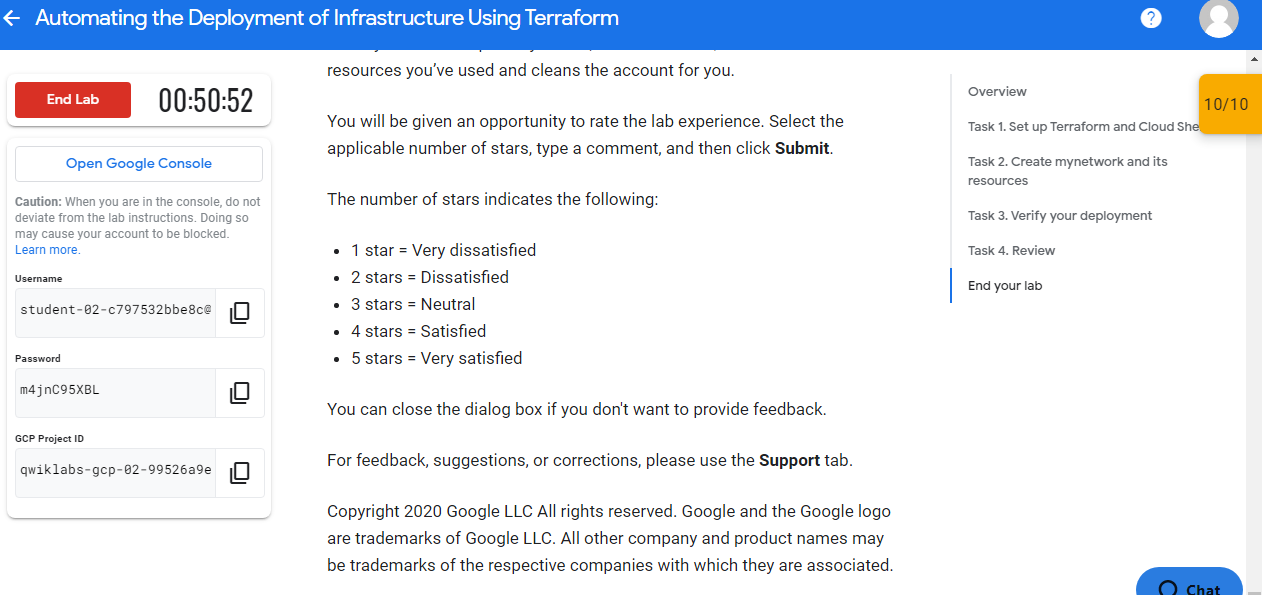 Automating the Deployment of Infrastructure Using Terraform
?
End Lab
00:50:52
Open Google Console
Caution: When you are in the console, do not
deviate from the lab instructions. Doing so
may cause your account to be blocked.
Learn more.
Username
student-02-c797532bbe8c@
Password
m4jnC95XBL
GCP Project ID
qwiklabs-gcp-02-99526a9e
resources you’ve used and cleans the account for you.
You will be given an opportunity to rate the lab experience. Select the
applicable number of stars, type a comment, and then click Submit.
The number of stars indicates the following:
• 1 star = Very dissatisfied
• 2 stars = Dissatisfied
• 3 stars = Neutral
• 4 stars = Satisfied
• 5 stars = Very satisfied
You can close the dialog box if you don't want to provide feedback.
For feedback, suggestions, or corrections, please use the Support tab.
Copyright 2020 Google LLC All rights reserved. Google and the Google logo
are trademarks of Google LLC. All other company and product names may
be trademarks of the respective companies with which they are associated.
Overview
Task 1. Set up Terraform and Cloud She
Task 2. Create mynetwork and its
resources
Task 3. Verify your deployment
Task 4. Review
End your lab
10/10
Chat